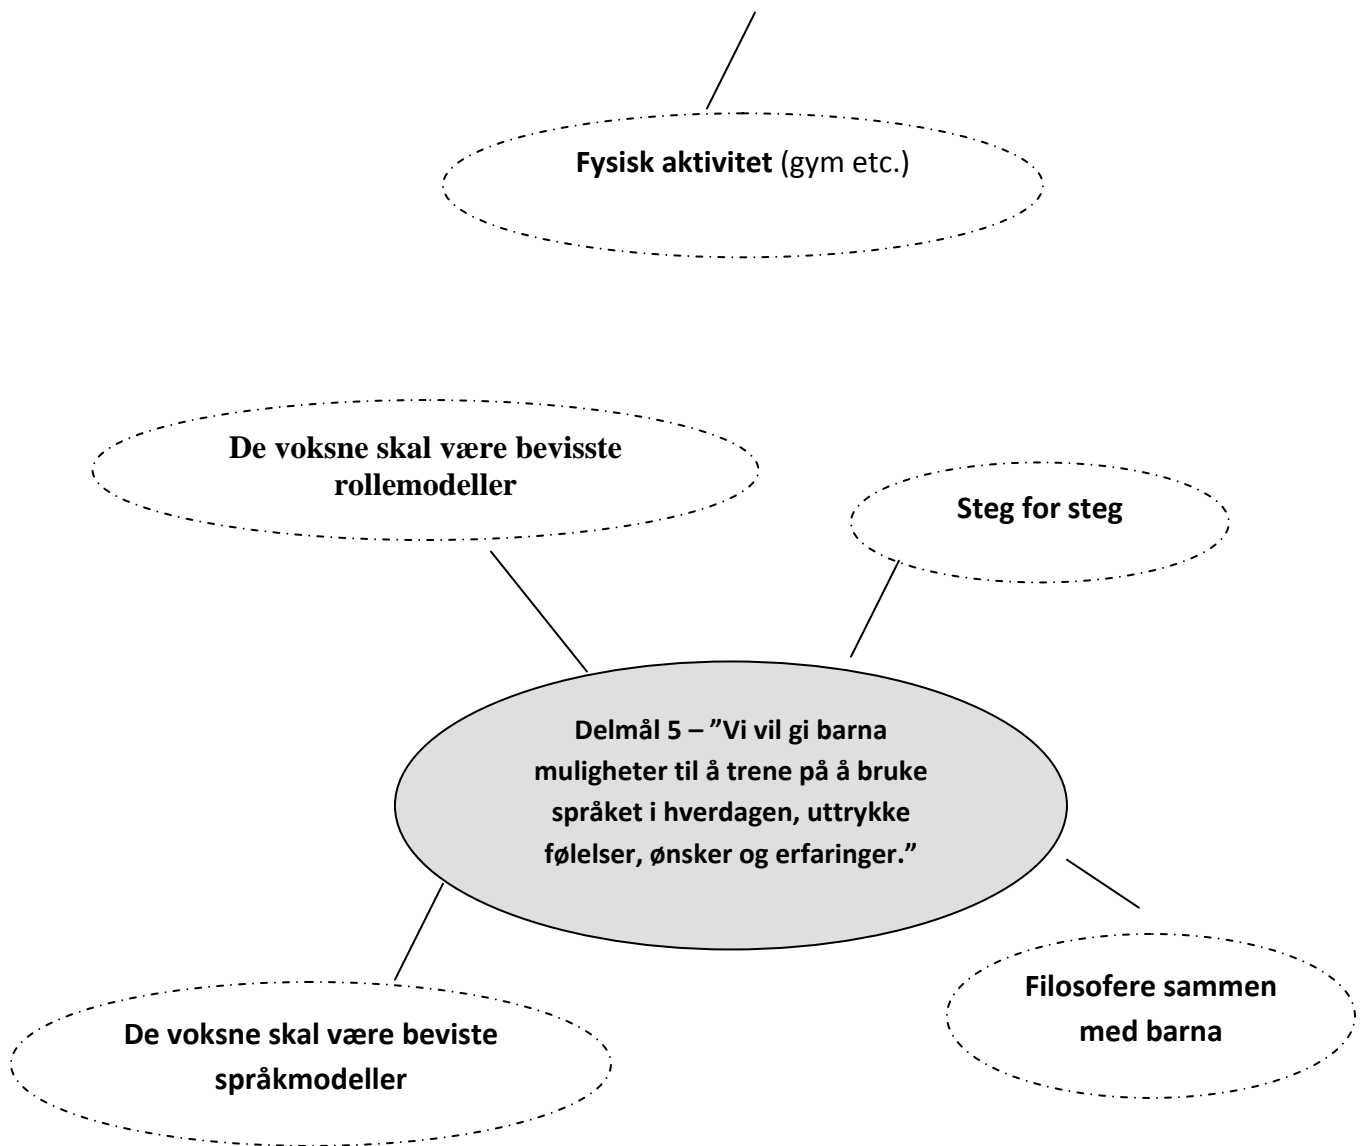 Fysisk aktivitet (gym etc.)
De voksne skal være bevisste
rollemodeller
Steg for steg
Delmål 5 – ”Vi vil gi barna
muligheter til å trene på å bruke
språket i hverdagen, uttrykke
følelser, ønsker og erfaringer.”
Filosofere sammen
med barna
De voksne skal være beviste
språkmodeller